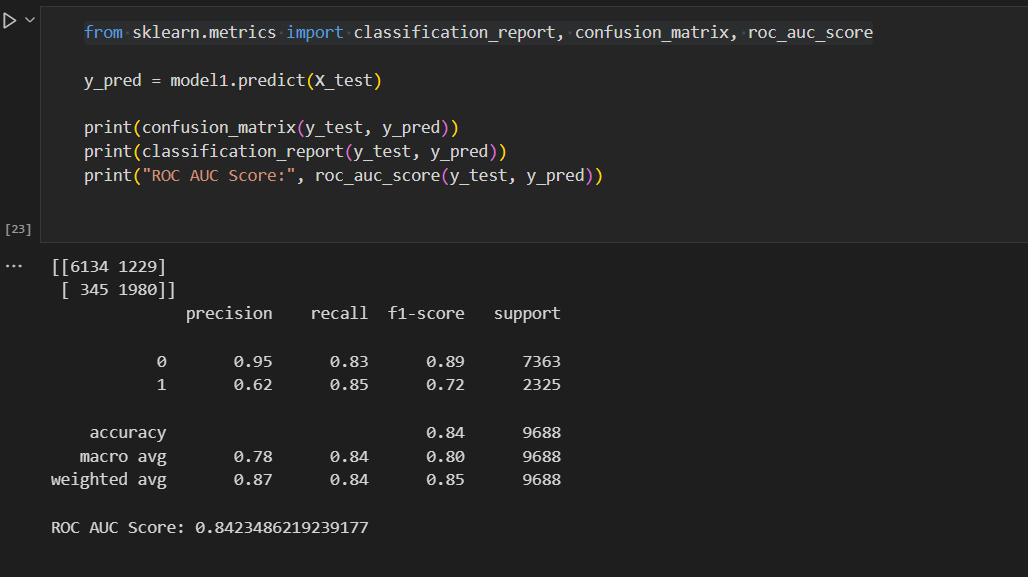 from sklearn.metrics import classification_report, confusion_matrix, roc_auc_score
y_pred = model1.predict(X_test)
print(confusion_matrix(y_test, y_pred))
print(classification_report(y_test, y_pred))
print("ROC AUC Score:", roc_auc_score(y_test, y_pred))
[23]
...
[[6134 1229]
 [ 345 1980]]
              precision    recall  f1-score   support
           0       0.95      0.83      0.89      7363
           1       0.62      0.85      0.72      2325
    accuracy                           0.84      9688
   macro avg       0.78      0.84      0.80      9688
weighted avg       0.87      0.84      0.85      9688
ROC AUC Score: 0.8423486219239177